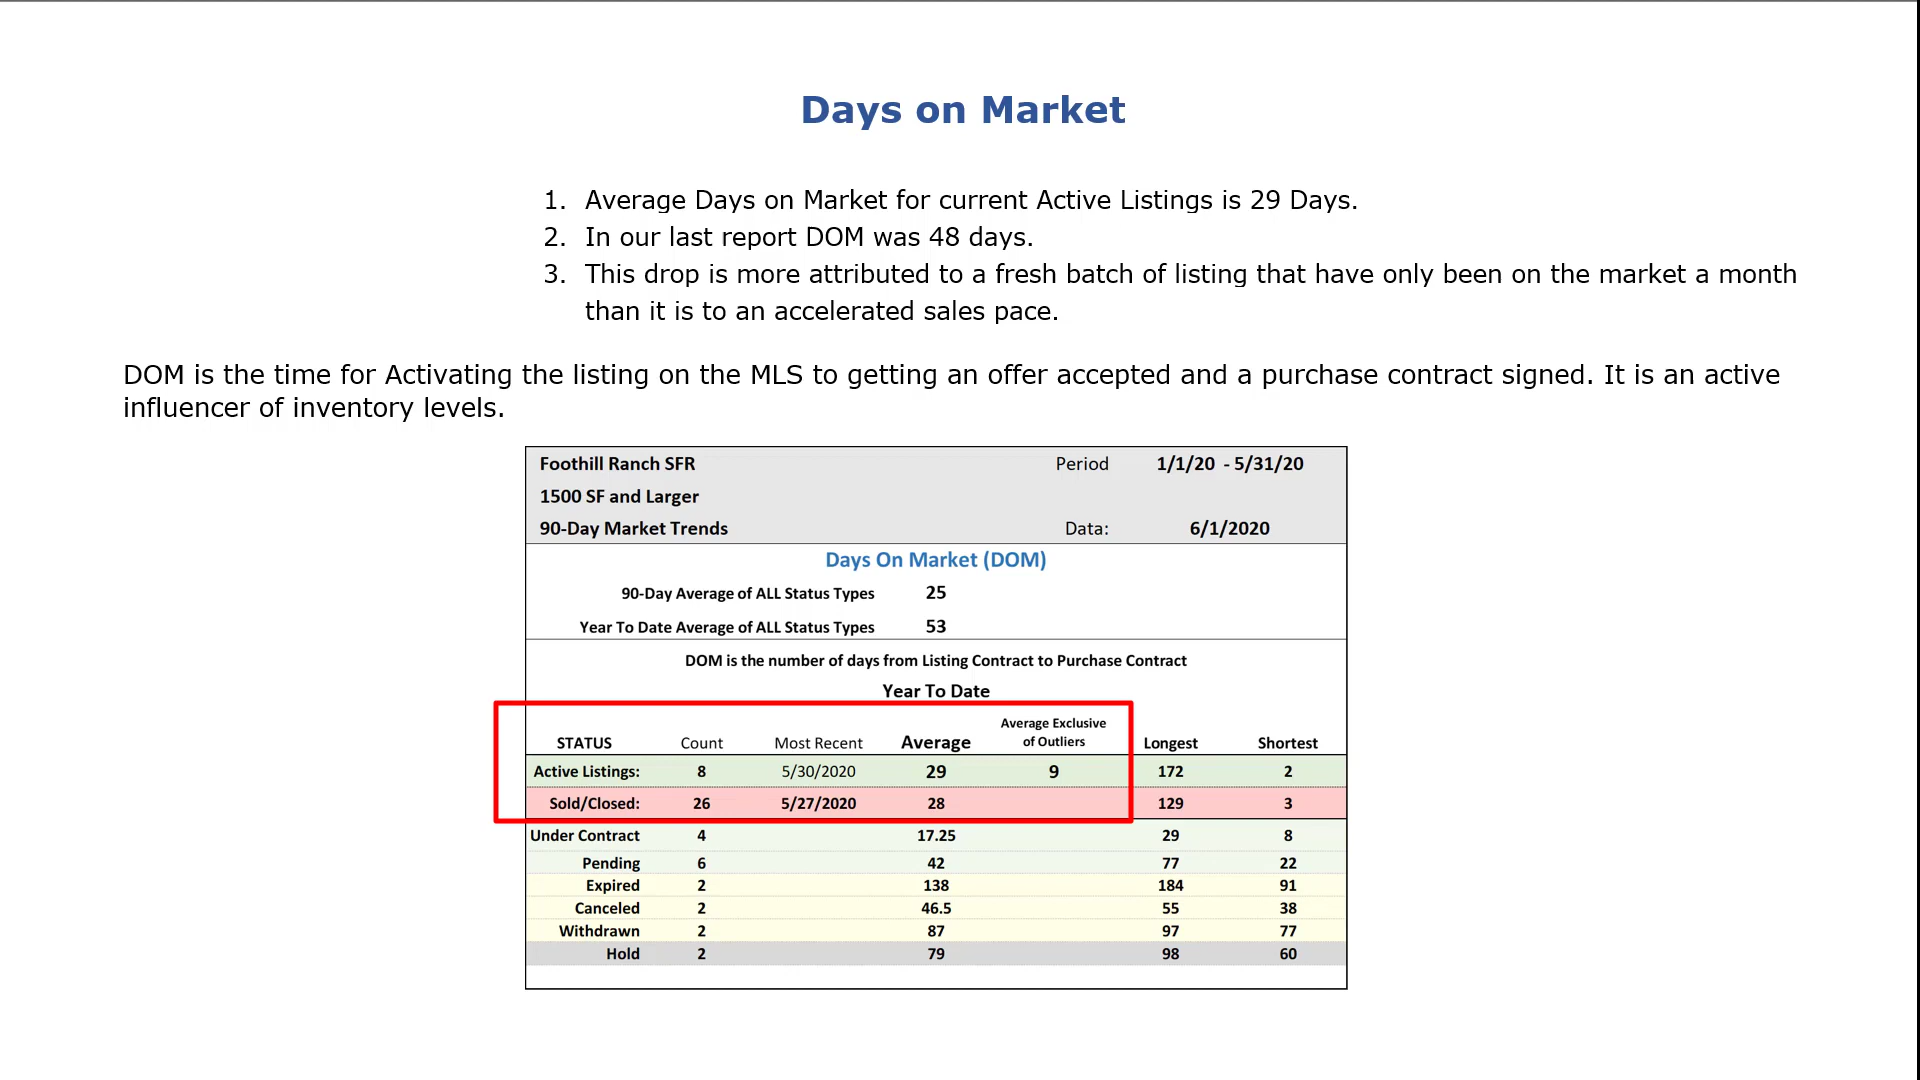 Days on Market
1. Average Days on Market for current Active Listings is 29 Days.
2. In our last report DOM was 48 days.
3. This drop is more attributed to a fresh batch of listing that have only been on the market a month
than it is to an accelerated sales pace.
DOM is the time for Activating the listing on the MLS to getting an offer accepted and a purchase contract signed. It is an active
influencer of inventory levels.
Foothill Ranch SFR Period 1/1/20 - 5/31/20
1500 SF and Larger
90-Day Market Trends Data: 6/1/2020
Days On Market (DOM)
90-Day Average of ALL Status Types 25
Year To Date Average of ALL Status Types 53
DOM is the number of days from Listing Contract to Purchase Contract
Year To Date
STATUS Count Most Recent Average Average Exclusive of Outliers Longest Shortest
Active Listings: 8 5/30/2020 29 9 172 2
Sold/Closed: 26 5/27/2020 28 129 3
Under Contract 4 17.25 29 8
Pending 6 42 77 22
Expired 2 138 184 91
Canceled 2 46.5 55 38
Withdrawn 2 87 97 77
Hold 2 79 98 60